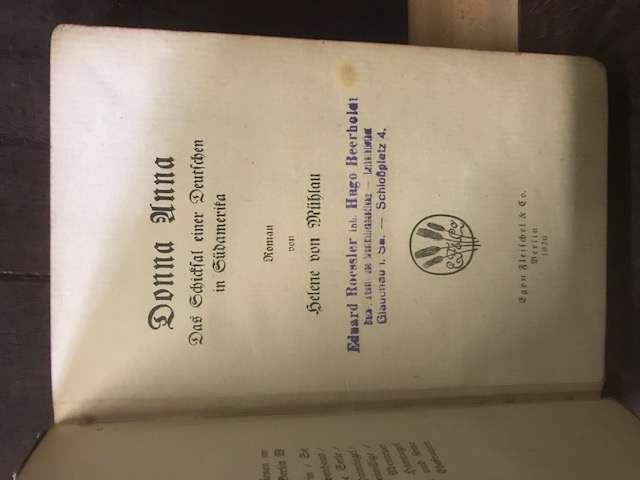 Donna Anna
Das Schicksal einer Deutschen
in Südamerika
Roman
von
Helene von Mühlau
Eduard Roessler Inh. Hugo Beerholdt
Glauchau i. Sa. — Schloßplatz 4.
Egon Fleischel & Co.
Berlin
1920